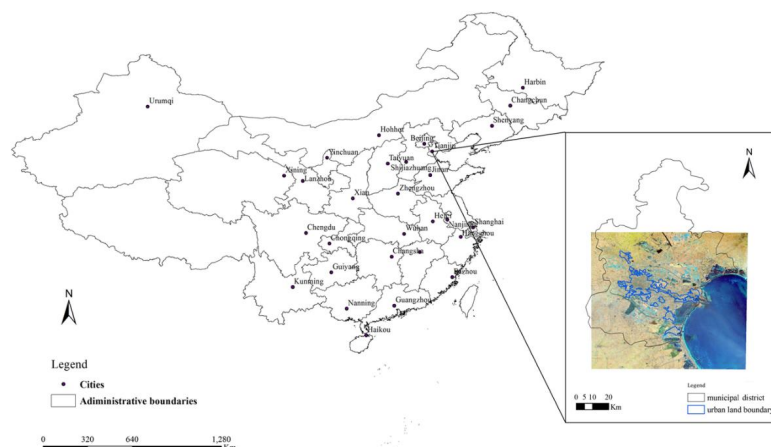 Harbin
Changchun
Urumqi
Shenyang
Hohhot
Beijing
Tianjin
Yinchuan
Taiyuan
Shijiazhuang
Xining
Jinan
Lanzhou
Zhengzhou
Xian
Hefei
Nanjing
Shanghai
Chengdu
Wuhan
Hangzhou
Chongqing
Changsha
Guiyang
Fuzhou
Kunming
Nanning
Guangzhou
Haikou
N
Legend
Cities
Adiministrative boundaries
0 320 640 1,280
Km
N
0 5 10 20
Km
Legend
municipal district
urban land boundary